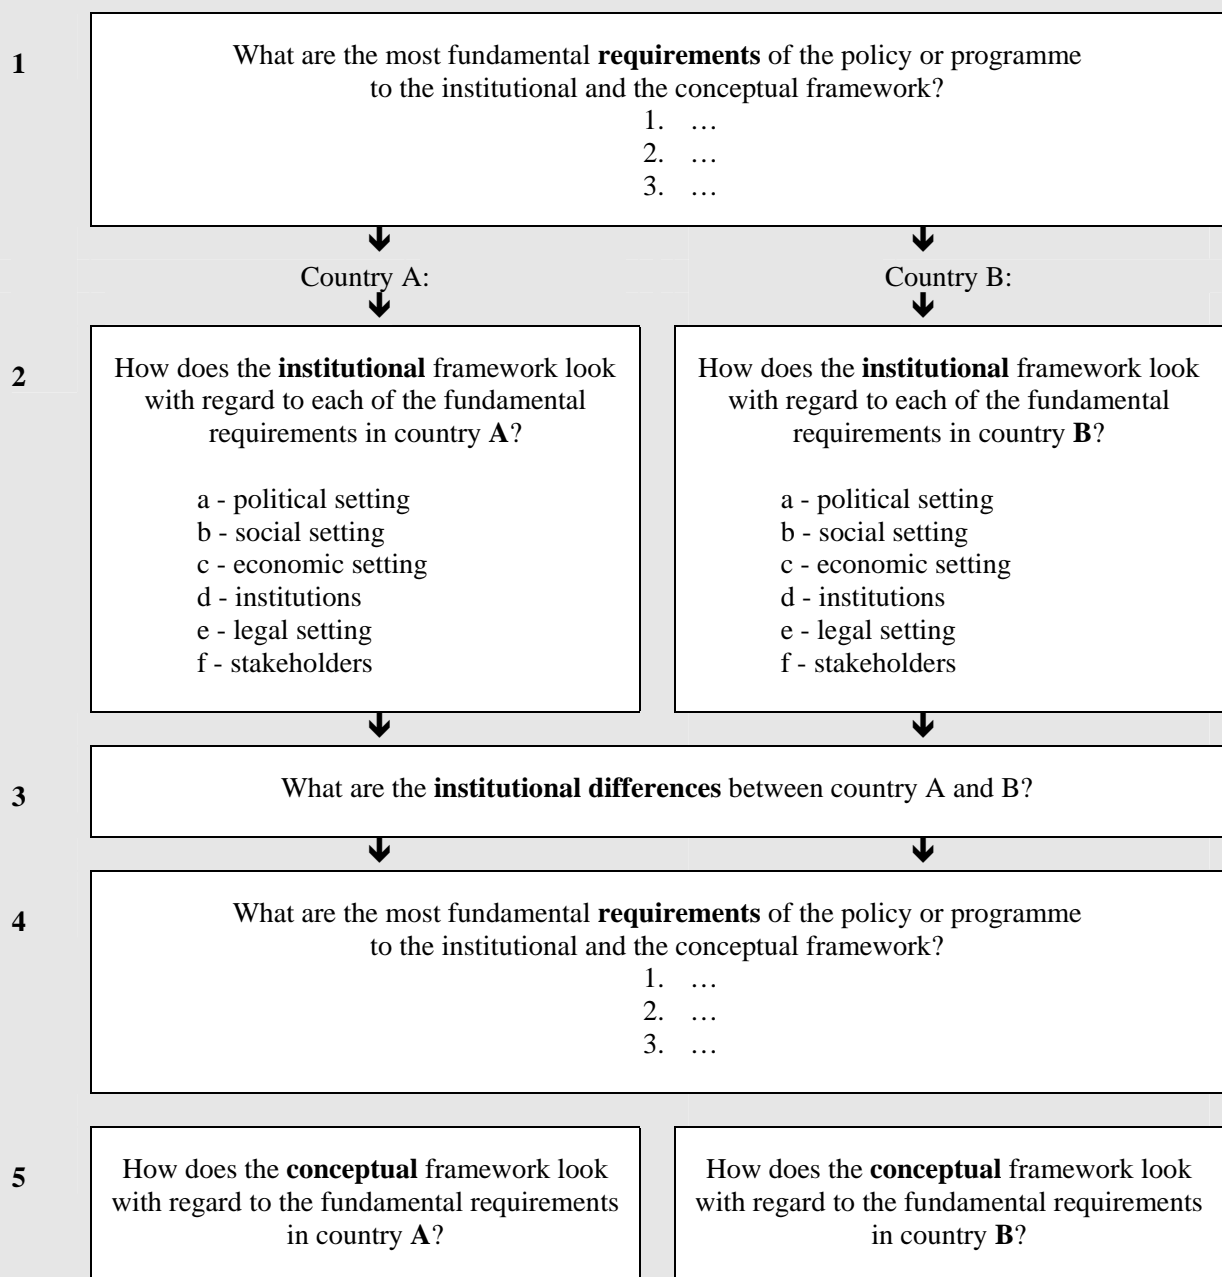 1
What are the most fundamental requirements of the policy or programme
to the institutional and the conceptual framework?
1. …
2. …
3. …
Country A:
Country B:
2
How does the institutional framework look
with regard to each of the fundamental
requirements in country A?
a - political setting
b - social setting
c - economic setting
d - institutions
e - legal setting
f - stakeholders
How does the institutional framework look
with regard to each of the fundamental
requirements in country B?
a - political setting
b - social setting
c - economic setting
d - institutions
e - legal setting
f - stakeholders
3
What are the institutional differences between country A and B?
4
What are the most fundamental requirements of the policy or programme
to the institutional and the conceptual framework?
1. …
2. …
3. …
5
How does the conceptual framework look
with regard to the fundamental requirements
in country A?
How does the conceptual framework look
with regard to the fundamental requirements
in country B?